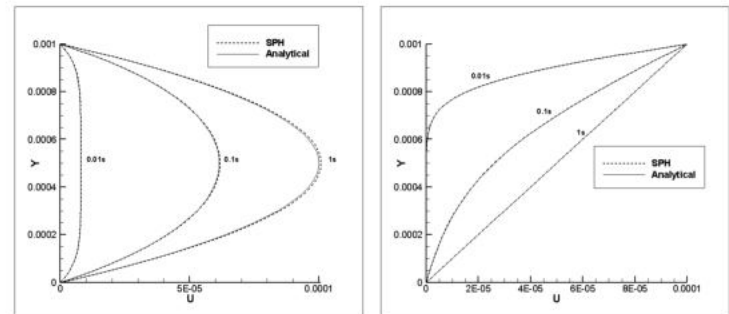 0.001
SPH
Analytical
0.0008
0.0006
Y
0.01s
0.1s
1s
0.0004
0.0002
0
0
5E-05
0.0001
U
0.001
0.01s
0.0008
0.1s
0.0006
1s
Y
SPH
Analytical
0.0004
0.0002
0
0
2E-05
4E-05
6E-05
8E-05
0.0001
U